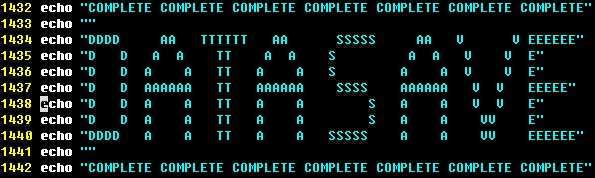 1432 echo "COMPLETE COMPLETE COMPLETE COMPLETE COMPLETE COMPLETE COMPLETE"
1433 echo ""
1434 echo "DDDD     AA   TTTTTT   AA      SSSSS     AA   V      V EEEEEE"
1435 echo "D   D   A  A    TT    A  A    S         A  A   V    V  E"
1436 echo "D   D  A    A   TT   A    A   S        A    A  V    V  E"
1437 echo "D   D  AAAAAA   TT   AAAAAA    SSSS    AAAAAA   V  V   EEEEE"
1438 echo "D   D  A    A   TT   A    A        S   A    A   V  V   E"
1439 echo "D   D  A    A   TT   A    A        S   A    A    VV    E"
1440 echo "DDDD   A    A   TT   A    A   SSSSS    A    A    VV    EEEEEE"
1441 echo ""
1442 echo "COMPLETE COMPLETE COMPLETE COMPLETE COMPLETE COMPLETE COMPLETE"